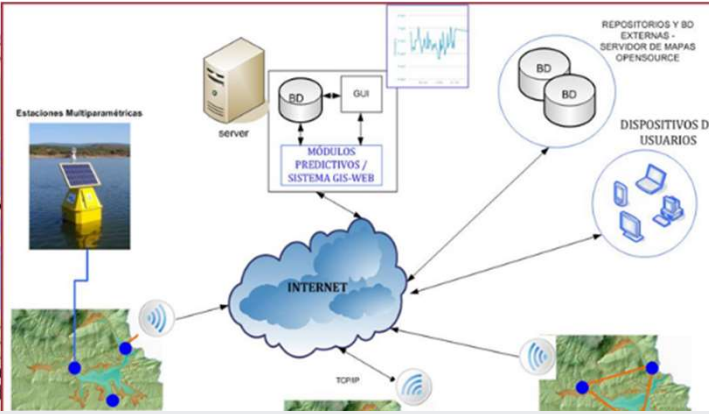 REPOSITORIOS Y BD
EXTERNAS -
SERVIDOR DE MAPAS
OPENSOURCE
BD
BD
BD
GUI
server
MÓDULOS
PREDICTIVOS /
SISTEMA GIS-WEB
Estaciones Multiparamétricas
DISPOSITIVOS D
USUARIOS
INTERNET
TCP/IP